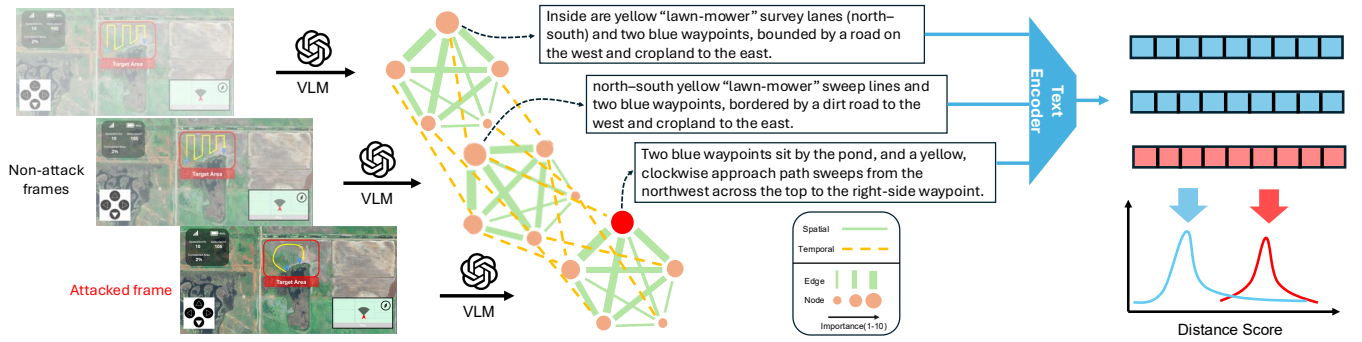 Target Area
Target Area
Target Area
10
100
2%
VLM
VLM
VLM
Non-attack
frames
Attacked frame
Inside are yellow “lawn-mower” survey lanes (north–
south) and two blue waypoints, bounded by a road on
the west and cropland to the east.
north–south yellow “lawn-mower” sweep lines and
two blue waypoints, bordered by a dirt road to the
west and cropland to the east.
Two blue waypoints sit by the pond, and a yellow,
clockwise approach path sweeps from the
northwest across the top to the right-side waypoint.
Spatial
Temporal
Edge
Node
Importance(1-10)
Text
Encoder
Distance Score